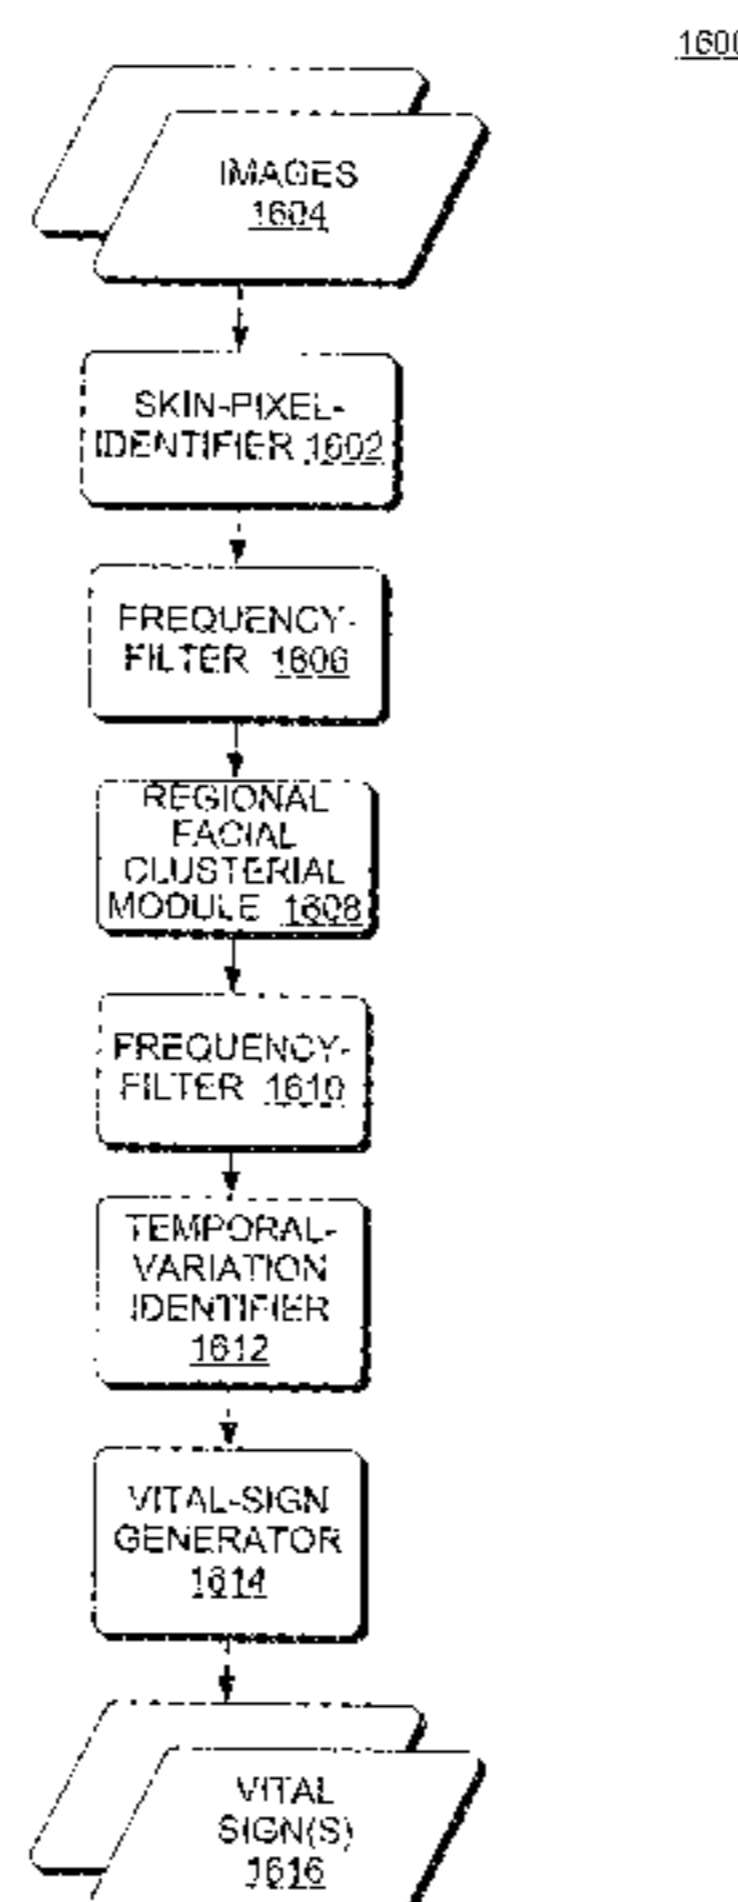 1600
IMAGES
1604
SKIN-PIXEL-
IDENTIFIER 1602
FREQUENCY-
FILTER 1606
REGIONAL
FACIAL
CLUSTERIAL
MODULE 1608
FREQUENCY-
FILTER 1610
TEMPORAL-
VARIATION
IDENTIFIER
1612
VITAL-SIGN
GENERATOR
1614
VITAL
SIGN(S)
1616